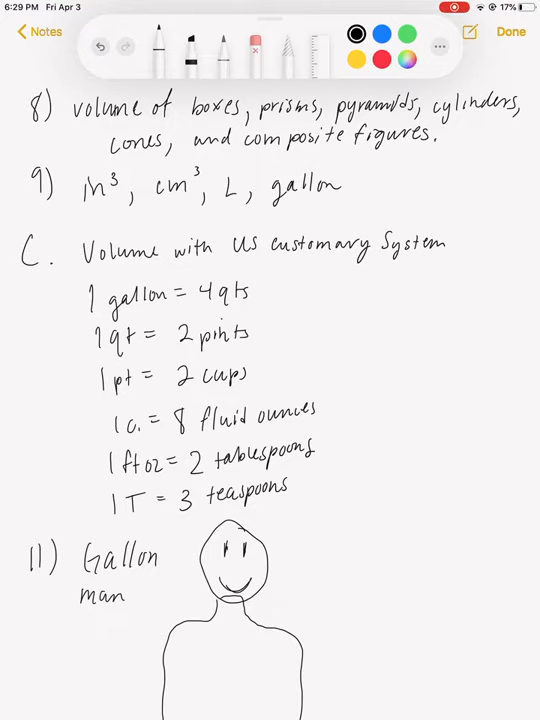 6:29 PM Fri Apr 3
17%
Notes
Done
8) volume of boxes, prisms, pyramids, cylinders,
cones, and composite figures.
9) in³, cm³, L, gallon
C. Volume with US customary System
1 gallon = 4 qts
1 qt = 2 pints
1 pt = 2 cups
1 c. = 8 fluid ounces
1 ft oz = 2 tablespoons
1 T = 3 teaspoons
11) Gallon
man